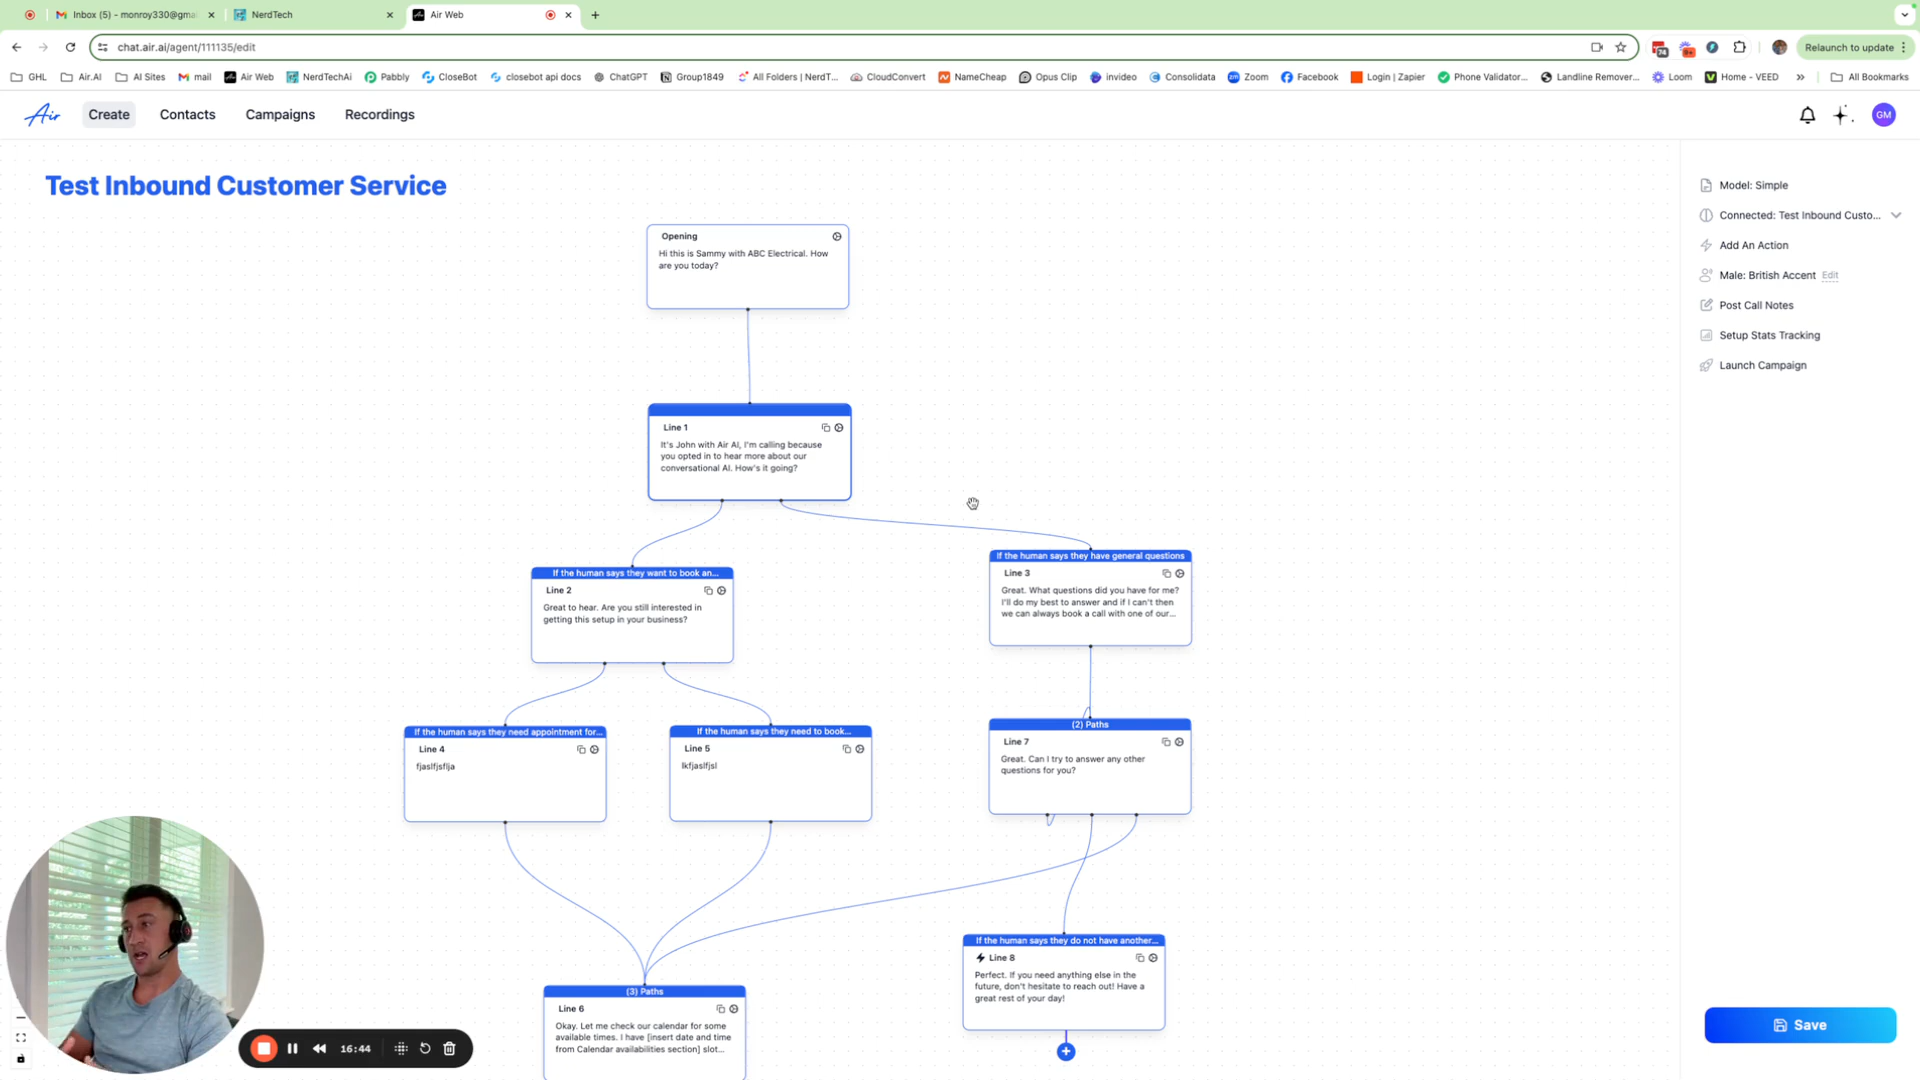 Inbox (5) - monroy330@gma
NerdTech
Air Web
chat.air.ai/agent/111135/edit
Relaunch to update
GHL
Air.AI
AI Sites
mail
Air Web
NerdTechAi
Pabbly
CloseBot
closebot api docs
ChatGPT
Group1849
All Folders | NerdT...
CloudConvert
NameCheap
Opus Clip
invideo
Consolidata
Zoom
Facebook
Login | Zapier
Phone Validator...
Landline Remover...
Loom
Home - VEED
All Bookmarks
Air
Create
Contacts
Campaigns
Recordings
GM
Test Inbound Customer Service
Model: Simple
Connected: Test Inbound Custo...
Add An Action
Male: British Accent Edit
Post Call Notes
Setup Stats Tracking
Launch Campaign
Opening
Hi this is Sammy with ABC Electrical. How
are you today?
Line 1
It's John with Air AI, I'm calling because
you opted in to hear more about our
conversational AI. How's it going?
If the human says they want to book an...
Line 2
Great to hear. Are you still interested in
getting this setup in your business?
If the human says they have general questions
Line 3
Great. What questions did you have for me?
I'll do my best to answer and if I can't then
we can always book a call with one of our...
If the human says they need appointment for...
Line 4
fjaslfjsflja
If the human says they need to book...
Line 5
lkfjaslfjsl
(2) Paths
Line 7
Great. Can I try to answer any other
questions for you?
If the human says they do not have another...
Line 8
Perfect. If you need anything else in the
future, don't hesitate to reach out! Have a
great rest of your day!
(3) Paths
Line 6
Okay. Let me check our calendar for some
available times. I have [insert date and time
from Calendar availabilities section] slot...
16:44
Save